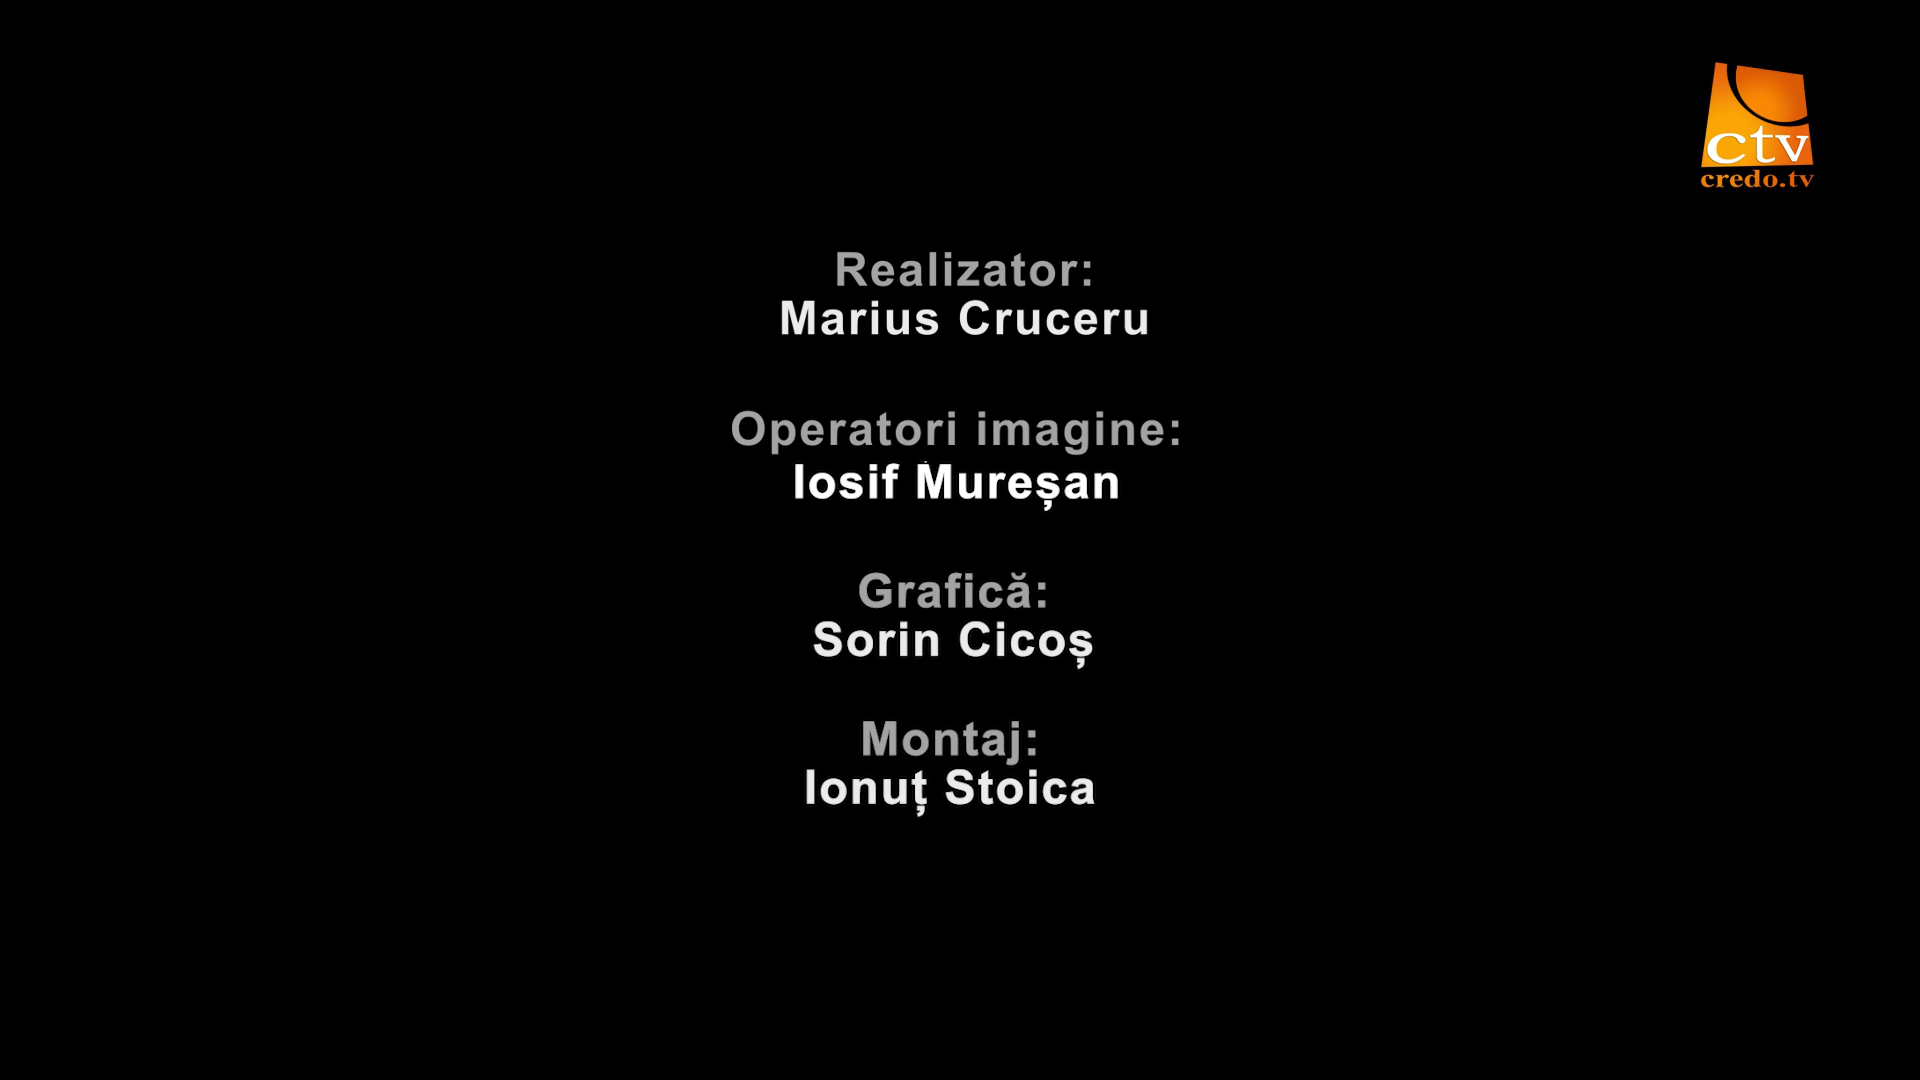 ctv
credo.tv
Realizator:
Marius Cruceru
Operatori imagine:
Iosif Mureșan
Grafică:
Sorin Cicoș
Montaj:
Ionuț Stoica